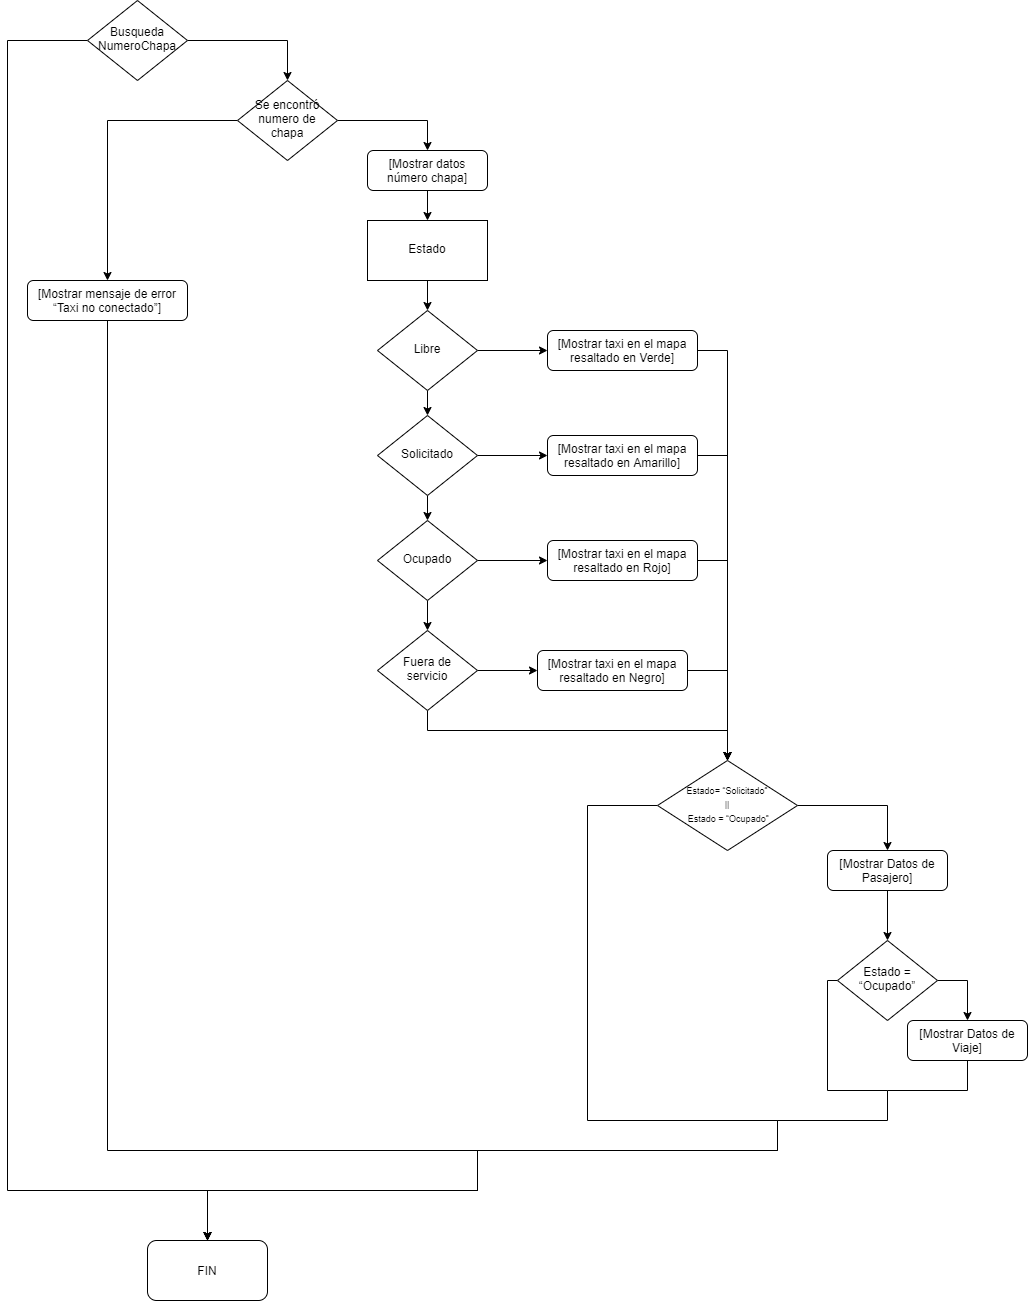 Busqueda
NumeroChapa
Se encontró
numero de
chapa
[Mostrar datos
número chapa]
Estado
[Mostrar mensaje de error
“Taxi no conectado”]
Libre
[Mostrar taxi en el mapa
resaltado en Verde]
Solicitado
[Mostrar taxi en el mapa
resaltado en Amarillo]
Ocupado
[Mostrar taxi en el mapa
resaltado en Rojo]
Fuera de
servicio
[Mostrar taxi en el mapa
resaltado en Negro]
Estado= “Solicitado”
||
Estado = “Ocupado”
[Mostrar Datos de
Pasajero]
Estado =
“Ocupado”
[Mostrar Datos de
Viaje]
FIN